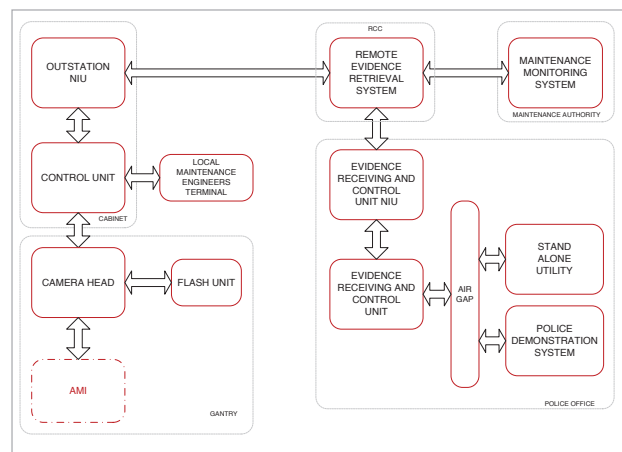 RCC
OUTSTATION
NIU
REMOTE
EVIDENCE
RETRIEVAL
SYSTEM
MAINTENANCE
MONITORING
SYSTEM
MAINTENANCE AUTHORITY
CONTROL UNIT
LOCAL
MAINTENANCE
ENGINEERS
TERMINAL
CABINET
EVIDENCE
RECEIVING AND
CONTROL
UNIT NIU
CAMERA HEAD
FLASH UNIT
AMI
GANTRY
EVIDENCE
RECEIVING AND
CONTROL
UNIT
AIR
GAP
STAND
ALONE
UTILITY
POLICE
DEMONSTRATION
SYSTEM
POLICE OFFICE